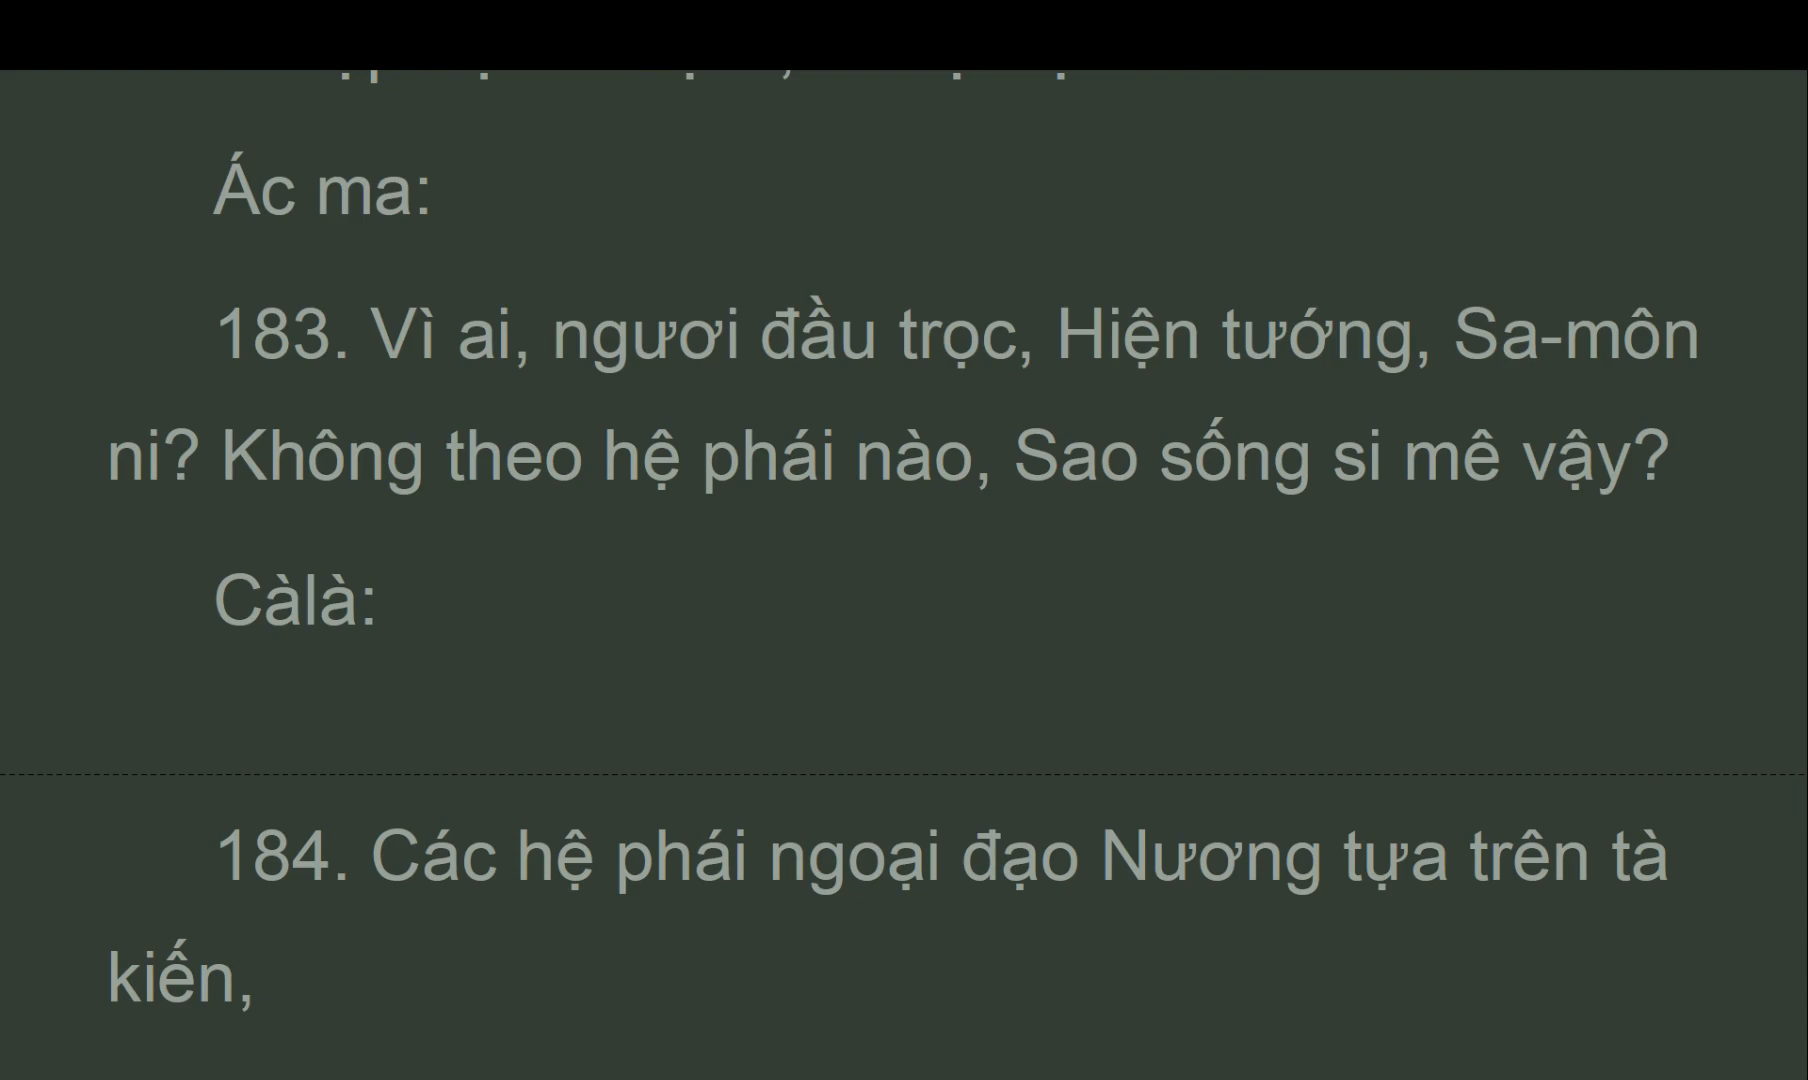 Ác ma:
183. Vì ai, ngươi đầu trọc, Hiện tướng, Sa-môn
ni? Không theo hệ phái nào, Sao sống si mê vậy?
Càlà:
184. Các hệ phái ngoại đạo Nương tựa trên tà
kiến,